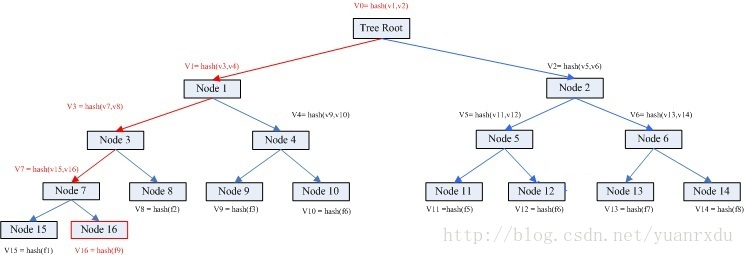 V0= hash(v1,v2)
Tree Root
V1= hash(v3,v4)
V2= hash(v5,v6)
Node 1
Node 2
V3 = hash(v7,v8)
V4= hash(v9,v10)
V5= hash(v11,v12)
V6= hash(v13,v14)
Node 3
Node 4
Node 5
Node 6
V7 = hash(v15,v16)
Node 7
Node 8
Node 9
Node 10
Node 11
Node 12
Node 13
Node 14
V8 = hash(f2)
V9 = hash(f3)
V10 = hash(f6)
V11 =hash(f5)
V12 = hash(f6)
V13 = hash(f7)
V14 = hash(f8)
Node 15
Node 16
V15 = hash(f1)
V16 = hash(f9)
http://blog.csdn.net/yuanrxdu